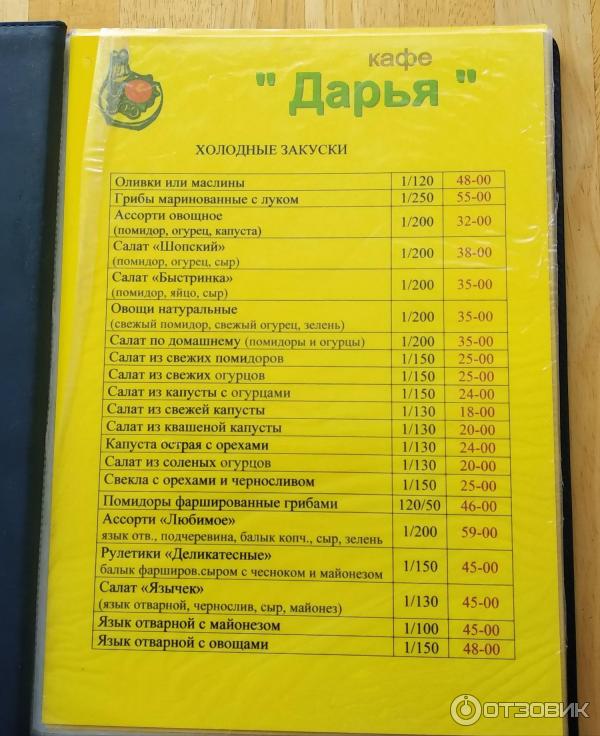 кафе
" Дарья "
ХОЛОДНЫЕ ЗАКУСКИ
Оливки или маслины 1/120 48-00
Грибы маринованные с луком 1/250 55-00
Ассорти овощное
(помидор, огурец, капуста) 1/200 32-00
Салат «Шопский»
(помидор, огурец, сыр) 1/200 38-00
Салат «Быстринка»
(помидор, яйцо, сыр) 1/200 35-00
Овощи натуральные
(свежый помидор, свежый огурец, зелень) 1/200 35-00
Салат по домашнему (помидоры и огурцы) 1/200 35-00
Салат из свежих помидоров 1/150 25-00
Салат из свежих огурцов 1/150 25-00
Салат из капусты с огурцами 1/150 24-00
Салат из свежей капусты 1/130 18-00
Салат из квашеной капусты 1/130 20-00
Капуста острая с орехами 1/130 24-00
Салат из соленых огурцов 1/130 20-00
Свекла с орехами и черносливом 1/150 25-00
Помидоры фаршированные грибами 120/50 46-00
Ассорти «Любимое»
язык отв., подчеревина, балык копч., сыр, зелень 1/200 59-00
Рулетики «Деликатесные»
балык фарширов.сыром с чесноком и майонезом 1/150 45-00
Салат «Язычек»
(язык отварной, чернослив, сыр, майонез) 1/130 45-00
Язык отварной с майонезом 1/100 45-00
Язык отварной с овощами 1/150 48-00
ОТЗОВИК